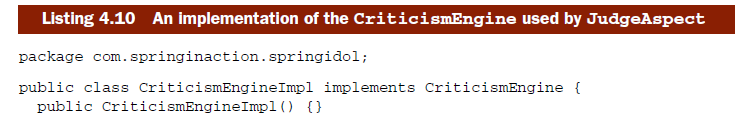 Listing 4.10 An implementation of the CriticismEngine used by JudgeAspect
package com.springinaction.springidol;
public class CriticismEngineImpl implements CriticismEngine {
public CriticismEngineImpl() {}